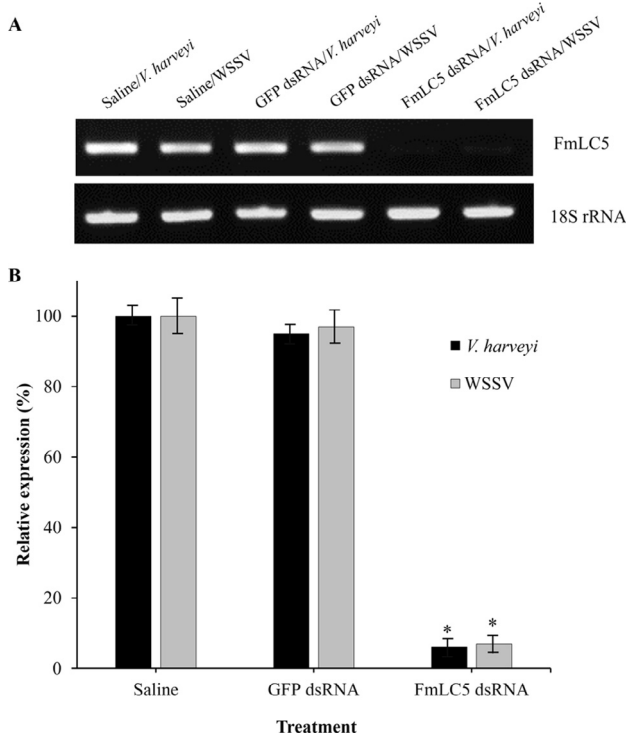 A
Saline/V. harveyi
Saline/WSSV
GFP dsRNA/V. harveyi
GFP dsRNA/WSSV
FmLC5 dsRNA/V. harveyi
FmLC5 dsRNA/WSSV
FmLC5
18S rRNA
B
100
80
60
40
20
0
Relative expression (%)
V. harveyi
WSSV
*
*
Saline
GFP dsRNA
FmLC5 dsRNA
Treatment